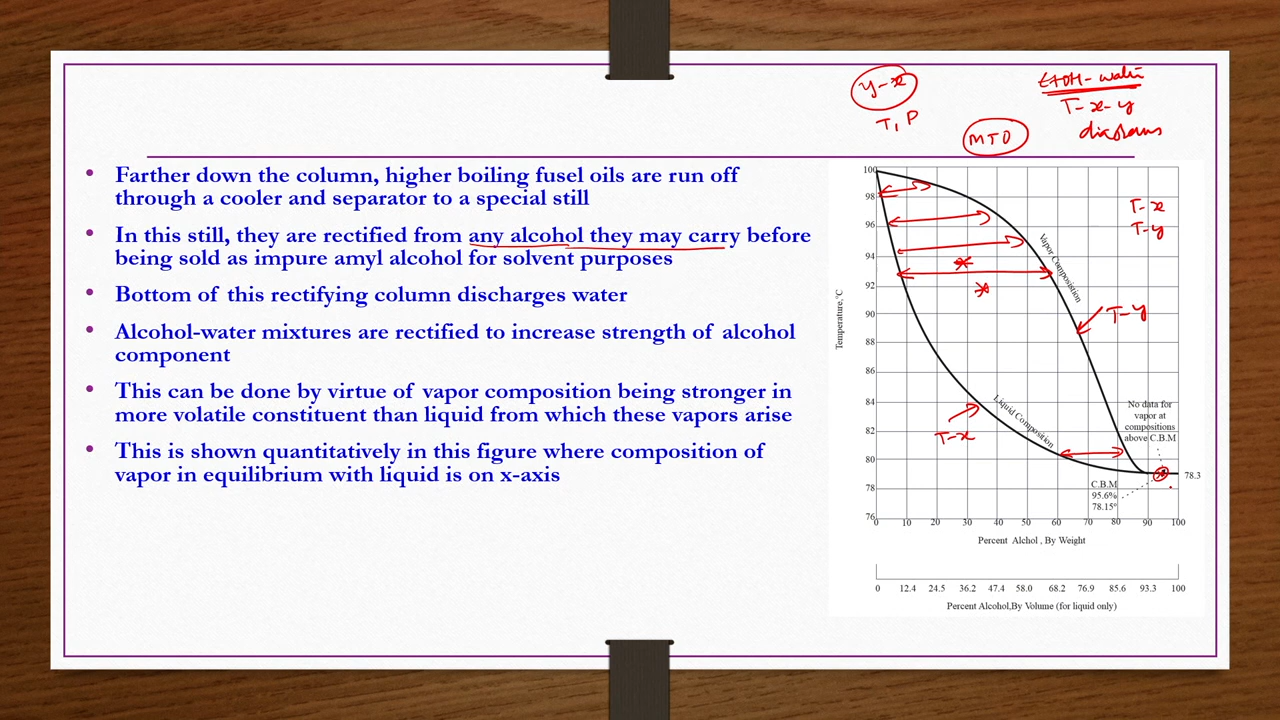 y-x
T, P
MTO
EtOH-water
T-x-y
diagrams
• Farther down the column, higher boiling fusel oils are run off
through a cooler and separator to a special still
• In this still, they are rectified from any alcohol they may carry before
being sold as impure amyl alcohol for solvent purposes
• Bottom of this rectifying column discharges water
• Alcohol-water mixtures are rectified to increase strength of alcohol
component
• This can be done by virtue of vapor composition being stronger in
more volatile constituent than liquid from which these vapors arise
• This is shown quantitatively in this figure where composition of
vapor in equilibrium with liquid is on x-axis
100
98
96
94
92
90
88
86
84
82
80
78
76
Temperature,°C
T-x
T-y
Vapor Composistion
T-y
Liquid Composition
T-x
No data for
vapor at
compositions
above C.B.M
78.3
C.B.M
95.6%
78.15°
0 10 20 30 40 50 60 70 80 90 100
Percent Alchol , By Weight
0 12.4 24.5 36.2 47.4 58.0 68.2 76.9 85.6 93.3 100
Percent Alcohol,By Volume (for liquid only)